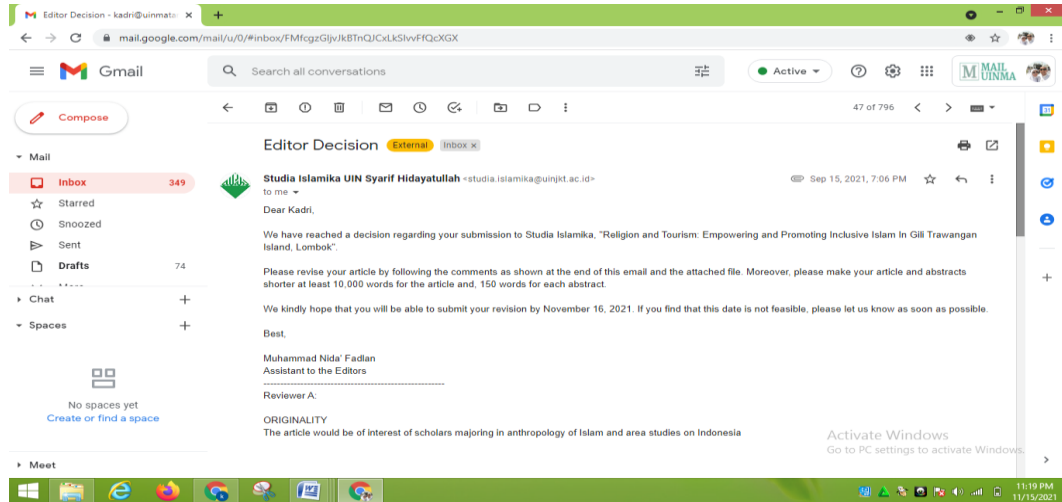 Editor Decision - kadri@uinmata
mail.google.com/mail/u/0/#inbox/FMfcgzGljvJkBTnQJCxLkSlvvFfQcXGX
Gmail
Search all conversations
Active
MAIL
UINMA
Compose
47 of 796
Mail
Editor Decision External Inbox x
Inbox 349
Studia Islamika UIN Syarif Hidayatullah <studia.islamika@uinjkt.ac.id>
Sep 15, 2021, 7:06 PM
to me
Starred
Snoozed
Sent
Drafts 74
Chat
Spaces
No spaces yet
Create or find a space
Meet
Dear Kadri,
We have reached a decision regarding your submission to Studia Islamika, "Religion and Tourism: Empowering and Promoting Inclusive Islam In Gili Trawangan
Island, Lombok".
Please revise your article by following the comments as shown at the end of this email and the attached file. Moreover, please make your article and abstracts
shorter at least 10,000 words for the article and, 150 words for each abstract.
We kindly hope that you will be able to submit your revision by November 16, 2021. If you find that this date is not feasible, please let us know as soon as possible.
Best,
Muhammad Nida' Fadlan
Assistant to the Editors
------------------------------------------------------
Reviewer A:
ORIGINALITY
The article would be of interest of scholars majoring in anthropology of Islam and area studies on Indonesia
Activate Windows
Go to PC settings to activate Windows.
11:19 PM
11/15/2021